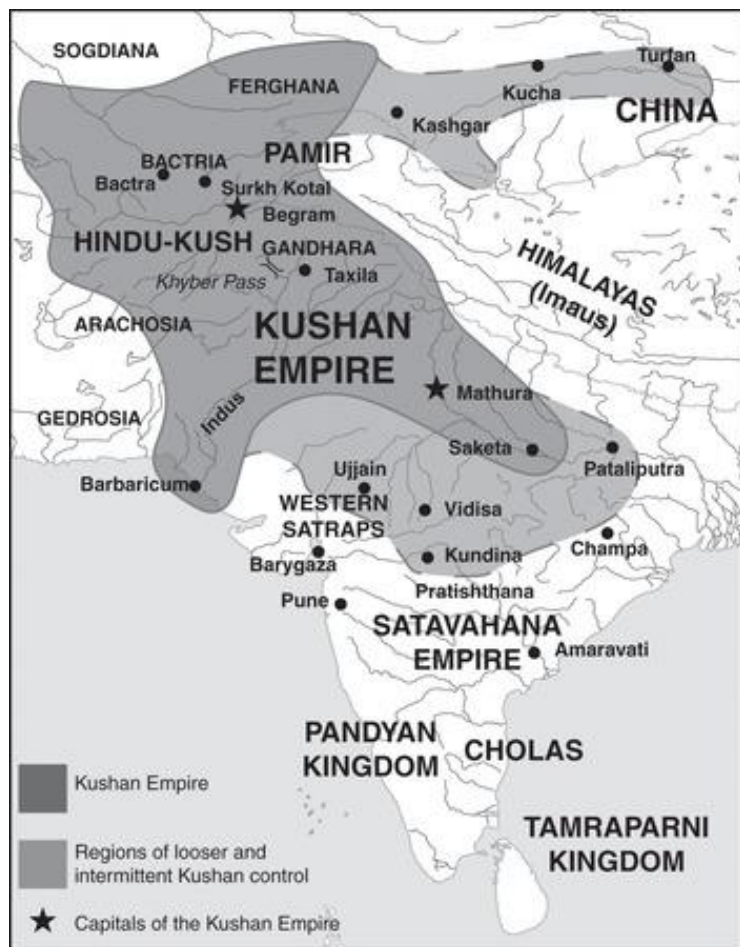 SOGDIANA
Turfan
Kucha
FERGHANA
CHINA
Kashgar
PAMIR
BACTRIA
Bactra
Surkh Kotal
Begram
HINDU-KUSH
GANDHARA
Khyber Pass
Taxila
HIMALAYAS
(Imaus)
ARACHOSIA
KUSHAN
EMPIRE
Mathura
GEDROSIA
Indus
Saketa
Pataliputra
Ujjain
Barbaricum
WESTERN
SATRAPS
Vidisa
Champa
Barygaza
Kundina
Pratishthana
Pune
SATAVAHANA
EMPIRE
Amaravati
PANDYAN
KINGDOM
CHOLAS
Kushan Empire
TAMRAPARNI
KINGDOM
Regions of looser and
intermittent Kushan control
Capitals of the Kushan Empire